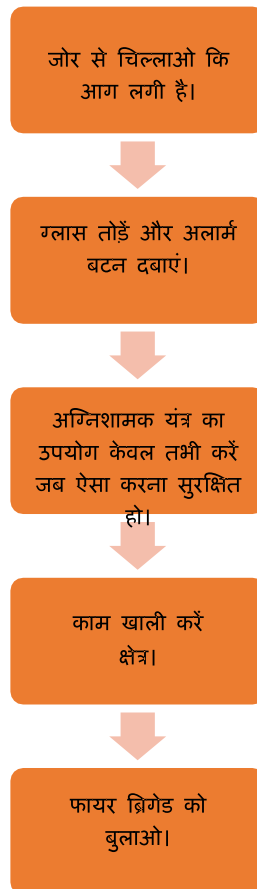 जोर से चिल्लाओ कि
आग लगी है।
ग्लास तोड़ें और अलार्म
बटन दबाएं।
अग्निशामक यंत्र का
उपयोग केवल तभी करें
जब ऐसा करना सुरक्षित
हो।
काम खाली करें
क्षेत्र।
फायर ब्रिगेड को
बुलाओ।